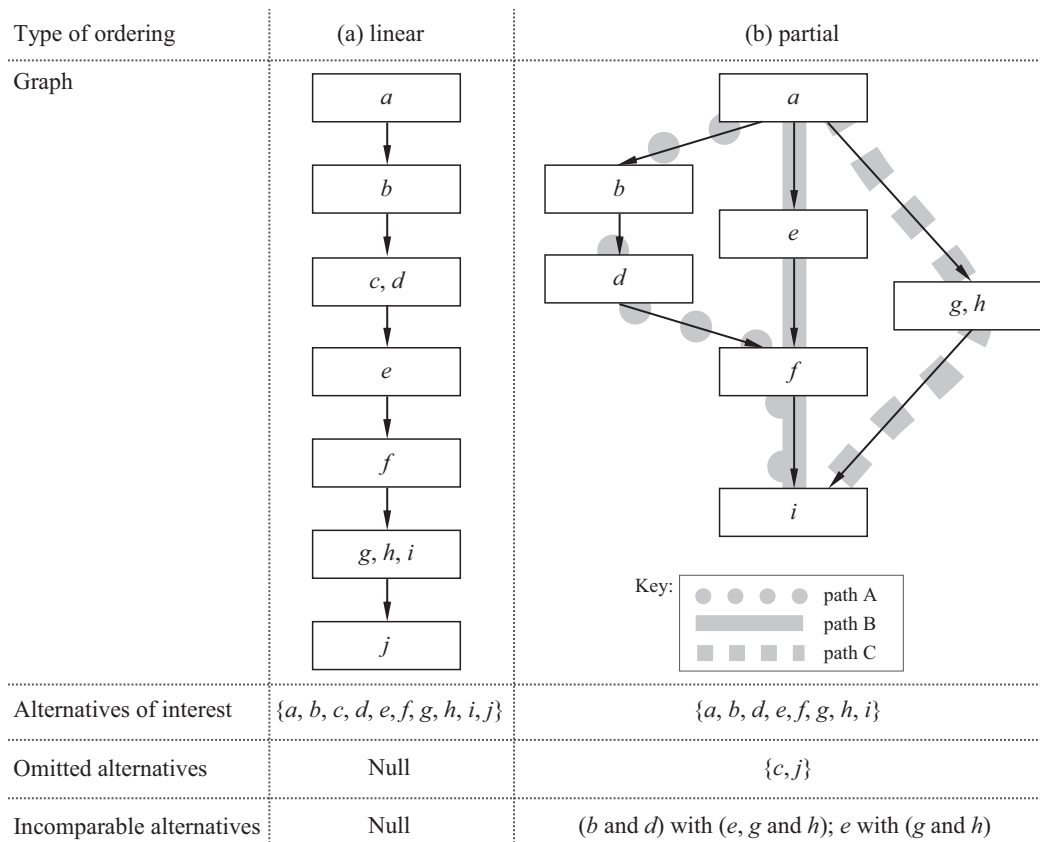 Type of ordering (a) linear (b) partial
Graph
a
b
c, d
e
f
g, h, i
j
a
b
e
d
g, h
f
i
Key:
path A
path B
path C
Alternatives of interest {a, b, c, d, e, f, g, h, i, j} {a, b, d, e, f, g, h, i}
Omitted alternatives Null {c, j}
Incomparable alternatives Null (b and d) with (e, g and h); e with (g and h)